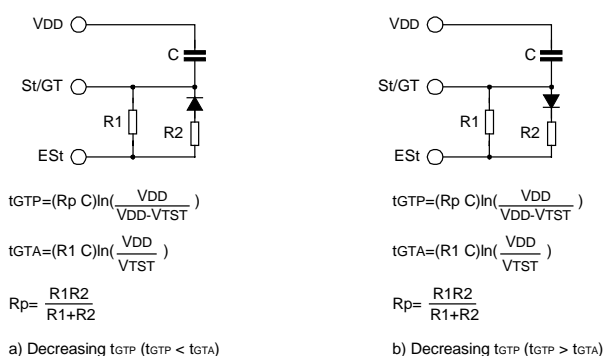 VDD
C
St/GT
R1
R2
ESt
tGTP=(Rp C)ln(VDD/VDD-VTST)
tGTA=(R1 C)ln(VDD/VTST)
Rp= R1R2/R1+R2
a) Decreasing tGTP (tGTP < tGTA)
VDD
C
St/GT
R1
R2
ESt
tGTP=(Rp C)ln(VDD/VDD-VTST)
tGTA=(R1 C)ln(VDD/VTST)
Rp= R1R2/R1+R2
b) Decreasing tGTP (tGTP > tGTA)